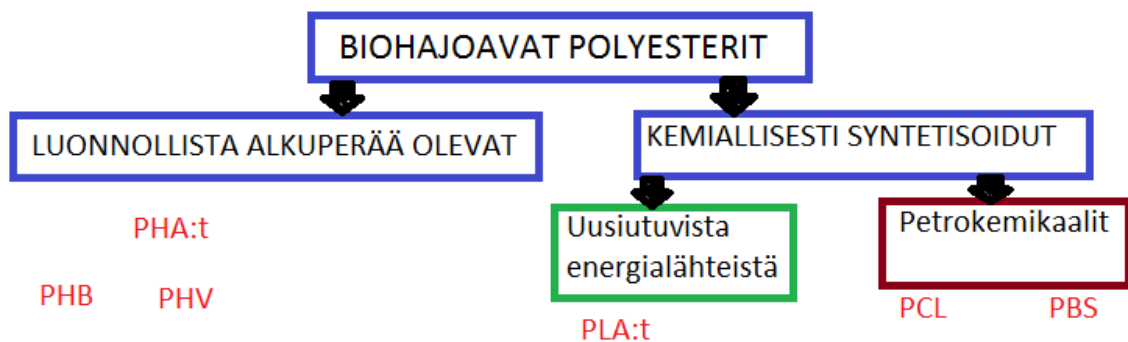 BIOHAJOAVAT POLYESTERIT
LUONNOLLISTA ALKUPERÄÄ OLEVAT
KEMIALLISESTI SYNTETISOIDUT
PHA:t
PHB
PHV
Uusiutuvista
energialähteistä
PLA:t
Petrokemikaalit
PCL
PBS